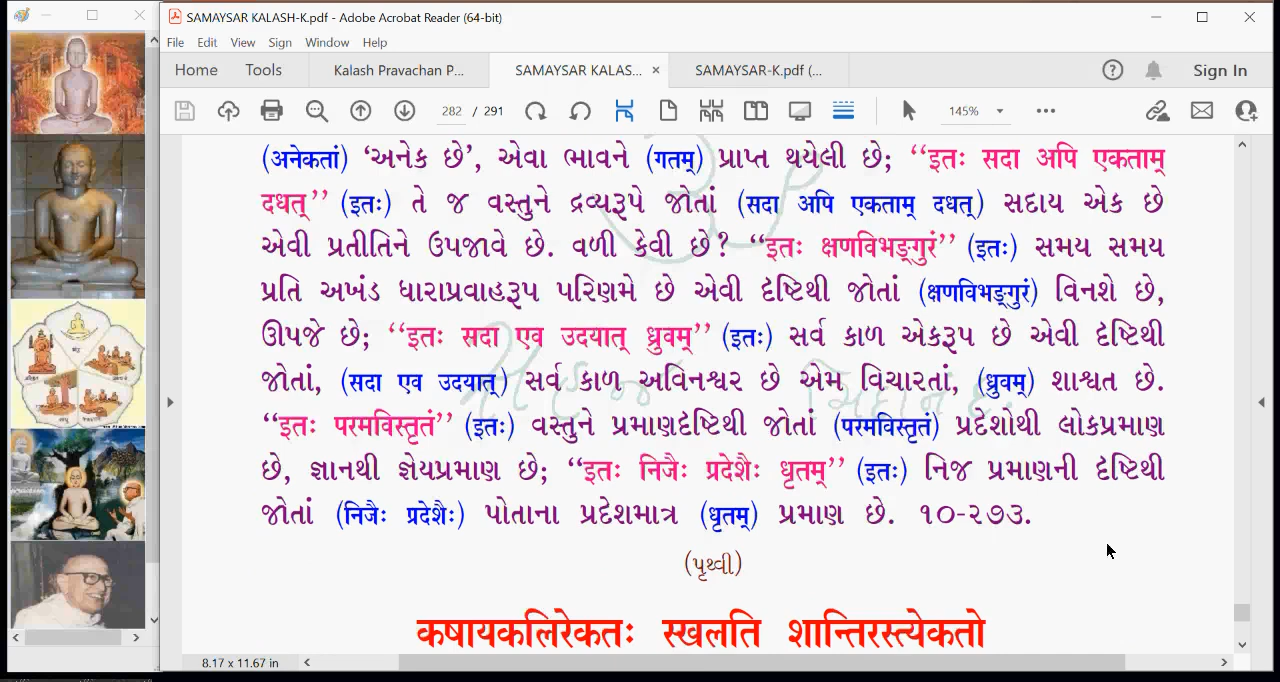 SAMAYSAR KALASH-K.pdf - Adobe Acrobat Reader (64-bit)
File Edit View Sign Window Help
Home Tools Kalash Pravachan P... SAMAYSAR KALAS... × SAMAYSAR-K.pdf (... Sign In
282 / 291 145%
(अनेकतां) ‘અનેક છે’, એવા ભાવને (गतम्) પ્રાપ્ત થયેલી છે; “इतः सदा अपि एकताम्
दधत्” (इतः) તે જ વસ્તુને દ્રવ્યરૂપે જોતાં (सदा अपि एकताम् दधत्) સદાય એક છે
એવી પ્રતીતિને ઉપજાવે છે. વળી કેવી છે? “इतः क्षणविभङ्गुरं” (इतः) સમય સમય
પ્રતિ અખંડ ધારાપ્રવાહરૂપ પરિણમે છે એવી દૃષ્ટિથી જોતાં (क्षणविभङ्गुरं) વિનશે છે,
ઊપજે છે; “इतः सदा एव उदयात् ध्रुवम्” (इतः) સર્વ કાળ એકરૂપ છે એવી દૃષ્ટિથી
જોતાં, (सदा एव उदयात्) સર્વ કાળ અવિનશ્વર છે એમ વિચારતાં, (ध्रुवम्) શાશ્વત છે.
“इतः परमविस्तृतं” (इतः) વસ્તુને પ્રમાણદૃષ્ટિથી જોતાં (परमविस्तृतं) પ્રદેશોથી લોકપ્રમાણ
છે, જ્ઞાનથી જ્ઞેયપ્રમાણ છે; “इतः निजैः प्रदेशैः धृतम्” (इतः) નિજ પ્રમાણની દૃષ્ટિથી
જોતાં (निजैः प्रदेशैः) પોતાના પ્રદેશમાત્ર (धृतम्) પ્રમાણ છે. ૧૦-૨૭૩.
(પૃથ્વી)
कषायकलिरेकतः स्खलति शान्तिरस्त्येकतो
8.17 x 11.67 in